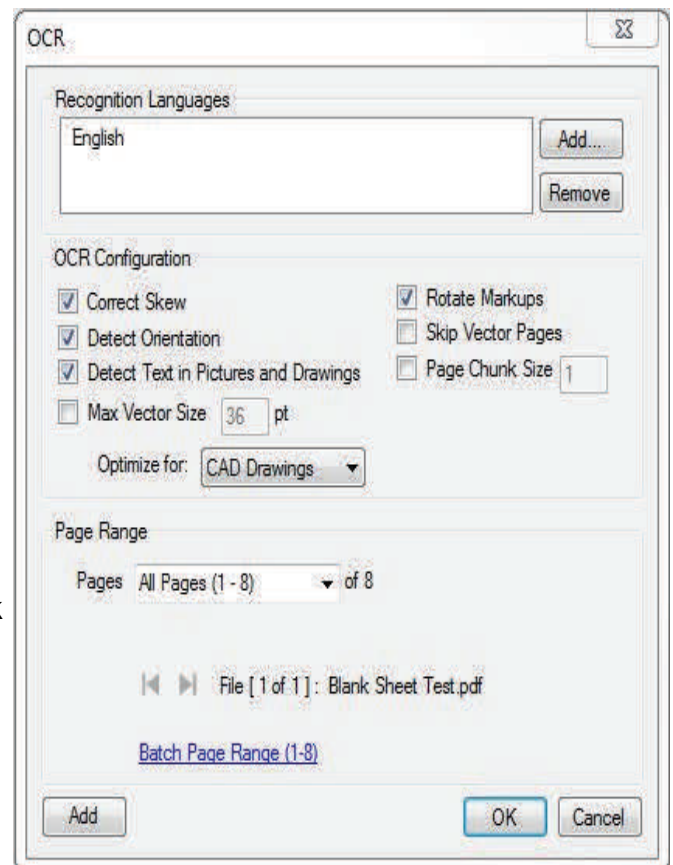 OCR
Recognition Languages
English
Add...
Remove
OCR Configuration
Correct Skew
Rotate Markups
Detect Orientation
Skip Vector Pages
Detect Text in Pictures and Drawings
Page Chunk Size 1
Max Vector Size 36 pt
Optimize for: CAD Drawings
Page Range
Pages All Pages (1 - 8) of 8
File [ 1 of 1 ] : Blank Sheet Test.pdf
Batch Page Range (1-8)
Add OK Cancel